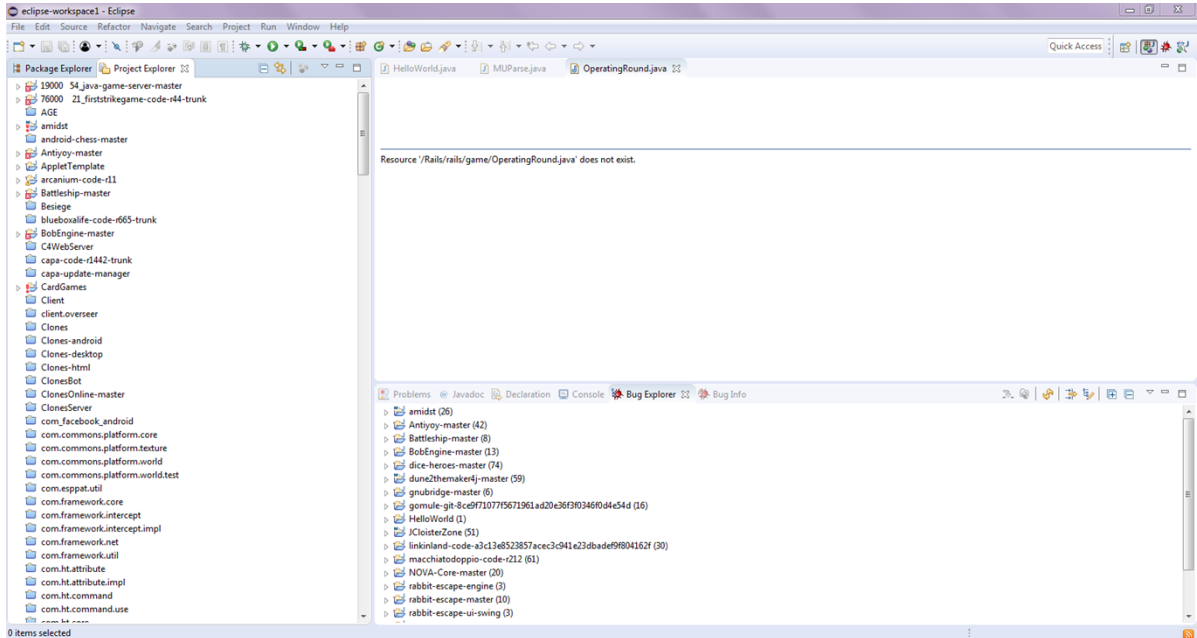 eclipse-workspace1 - Eclipse
File Edit Source Refactor Navigate Search Project Run Window Help
Quick Access
Package Explorer Project Explorer
HelloWorld.java MUParse.java OperatingRound.java
19000 54_java-game-server-master
76000 21_firststrikegame-code-r44-trunk
AGE
amidst
android-chess-master
Antiyoy-master
AppletTemplate
arcanium-code-r11
Battleship-master
Besiege
blueboxalife-code-r665-trunk
BobEngine-master
C4WebServer
capa-code-r1442-trunk
capa-update-manager
CardGames
Client
client.overseer
Clones
Clones-android
Clones-desktop
Clones-html
ClonesBot
ClonesOnline-master
ClonesServer
com_facebook_android
com.commons.platform.core
com.commons.platform.texture
com.commons.platform.world
com.commons.platform.world.test
com.esppat.util
com.framework.core
com.framework.intercept
com.framework.intercept.impl
com.framework.net
com.framework.util
com.ht.attribute
com.ht.attribute.impl
com.ht.command
com.ht.command.use
Resource '/Rails/rails/game/OperatingRound.java' does not exist.
Problems Javadoc Declaration Console Bug Explorer Bug Info
amidst (26)
Antiyoy-master (42)
Battleship-master (8)
BobEngine-master (13)
dice-heroes-master (74)
dune2themaker4j-master (59)
gnubridge-master (6)
gomule-git-8ce9f71077f5671961ad20e36f3f0346f0d4e54d (16)
HelloWorld (1)
JCloisterZone (51)
linkinland-code-a3c13e8523857acec3c941e23dbadef9f804162f (30)
macchiatodoppio-code-r212 (61)
NOVA-Core-master (20)
rabbit-escape-engine (3)
rabbit-escape-master (10)
rabbit-escape-ui-swing (3)
0 items selected